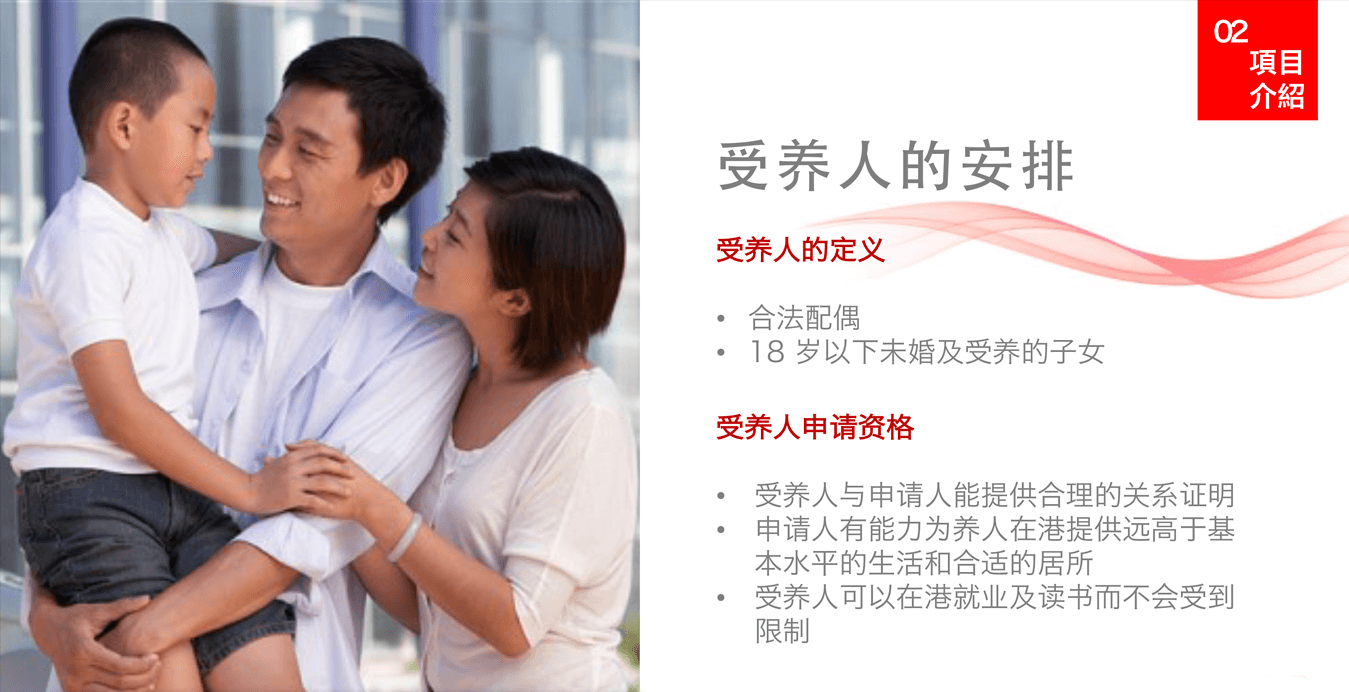 02
項目
介紹
受养人的安排
受养人的定义
• 合法配偶
• 18 岁以下未婚及受养的子女
受养人申请资格
• 受养人与申请人能提供合理的关系证明
• 申请人有能力为养人在港提供远高于基
本水平的生活和合适的居所
• 受养人可以在港就业及读书而不会受到
限制